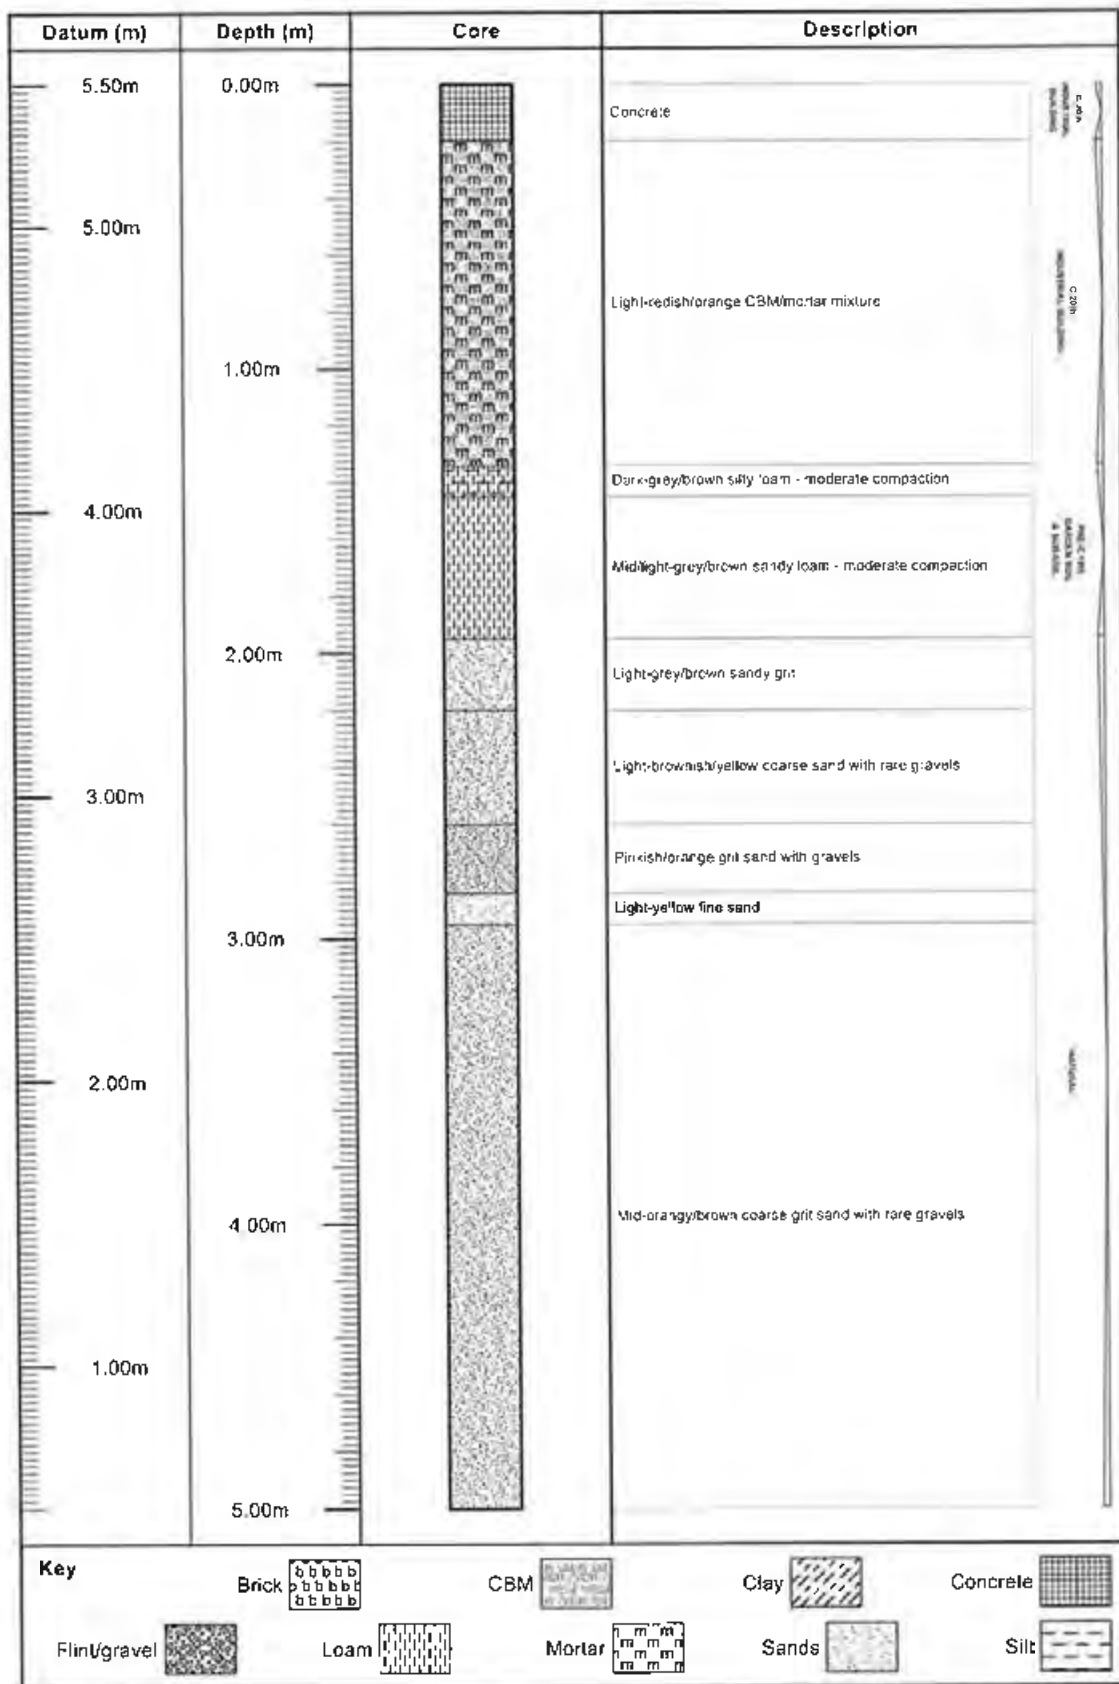 Datum (m) Depth (m) Core Description
5.50m 0.00m
Concrete
5.00m
Light-redish/orange CBM/mortar mixture
1.00m
Dark-grey/brown silty loam - moderate compaction
4.00m
Mid/light-grey/brown sandy loam - moderate compaction
2.00m
Light-grey/brown sandy grit
Light-brownish/yellow coarse sand with rare gravels
3.00m
Pinkish/orange grit sand with gravels
Light-yellow fine sand
3.00m
2.00m
NATURAL
Mid-orangy/brown coarse grit sand with rare gravels
4.00m
1.00m
5.00m
C.20th
INDUSTRIAL BUILDING
Key
Brick CBM Clay Concrete
Flint/gravel Loam Mortar Sands Silt